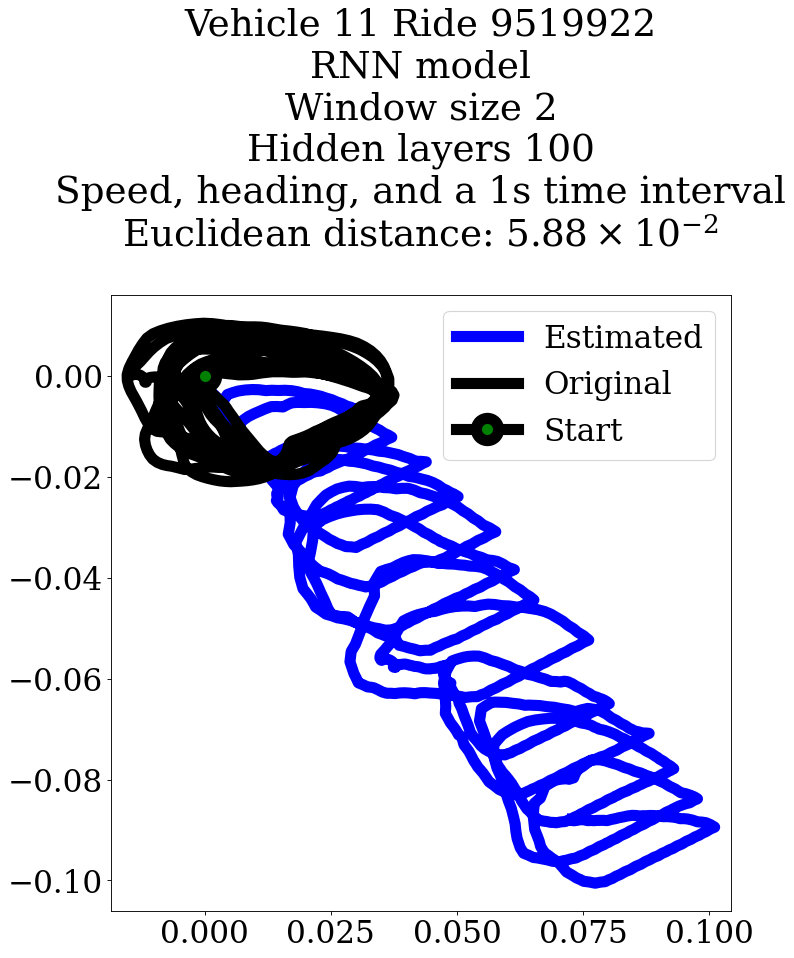 Vehicle 11 Ride 9519922
RNN model
Window size 2
Hidden layers 100
Speed, heading, and a 1s time interval
Euclidean distance: 5.88 × 10⁻²
Estimated
Original
Start
0.00
−0.02
−0.04
−0.06
−0.08
−0.10
0.000 0.025 0.050 0.075 0.100